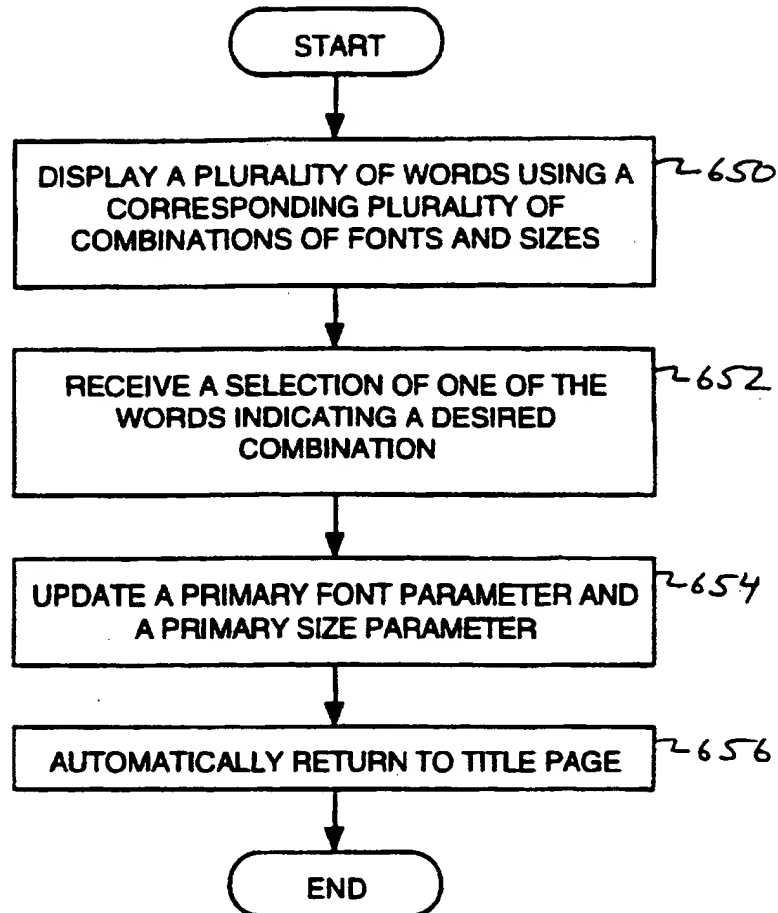 START
DISPLAY A PLURALITY OF WORDS USING A
CORRESPONDING PLURALITY OF
COMBINATIONS OF FONTS AND SIZES
650
RECEIVE A SELECTION OF ONE OF THE
WORDS INDICATING A DESIRED
COMBINATION
652
UPDATE A PRIMARY FONT PARAMETER AND
A PRIMARY SIZE PARAMETER
654
AUTOMATICALLY RETURN TO TITLE PAGE
656
END